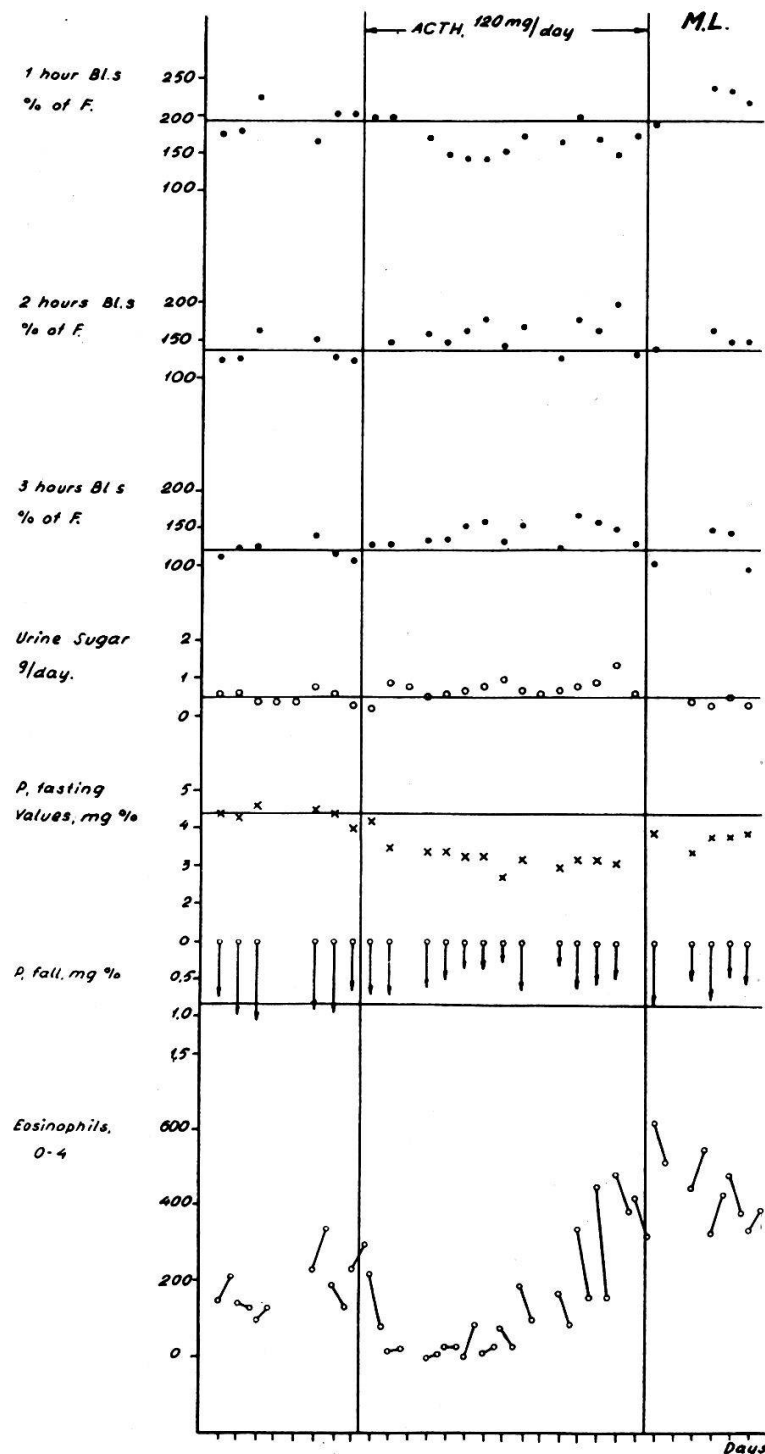 ACTH, 120 mg/day
M.L.
1 hour Bl.s
% of F.
250
200
150
100
2 hours Bl.s
% of F.
200
150
100
3 hours Bl s
% of F.
200
150
100
Urine Sugar
g/day.
2
1
0
P, fasting
Values, mg %
5
4
3
2
P, fall, mg %
0
0,5
1,0
1,5
Eosinophils,
0-4
600
400
200
0
Days